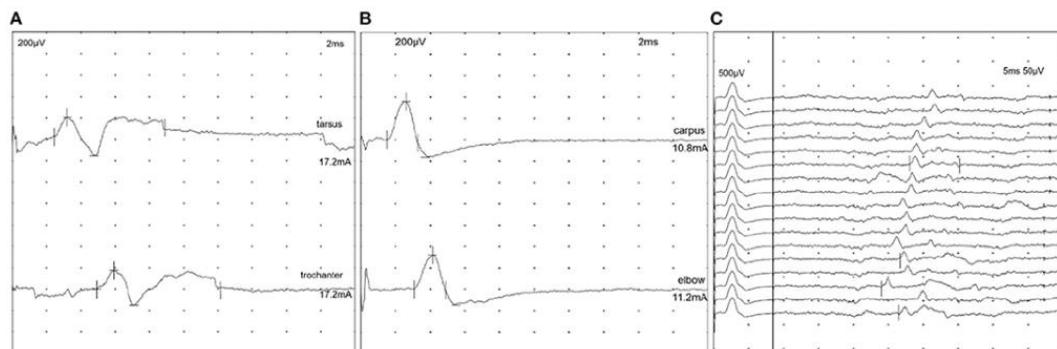 A
200μV
2ms
tarsus
17.2mA
trochanter
17.2mA
B
200μV
2ms
carpus
10.8mA
elbow
11.2mA
C
500μV
5ms 50μV